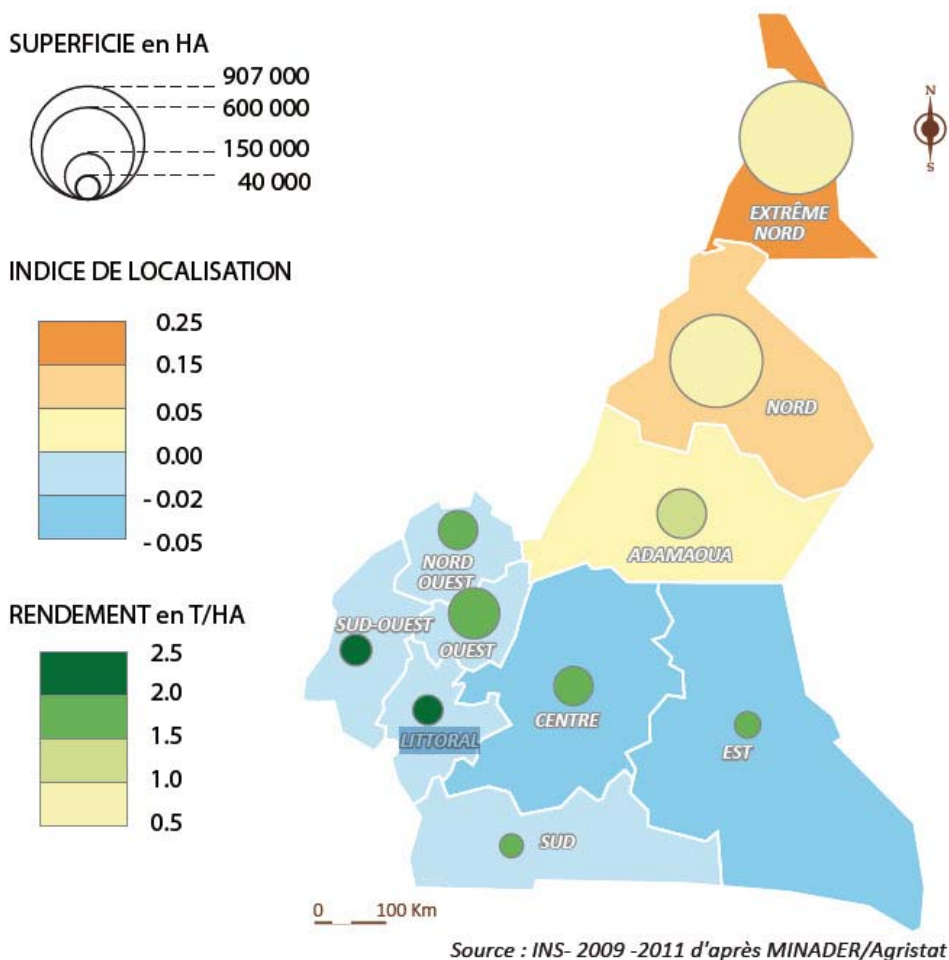 SUPERFICIE en HA
907 000
600 000
150 000
40 000
INDICE DE LOCALISATION
0.25
0.15
0.05
0.00
- 0.02
- 0.05
RENDEMENT en T/HA
2.5
2.0
1.5
1.0
0.5
N
S
EXTRÊME
NORD
NORD
ADAMAOUA
NORD
OUEST
SUD-OUEST
OUEST
LITTORAL
CENTRE
EST
SUD
0 100 Km
Source : INS- 2009 -2011 d'après MINADER/Agristat